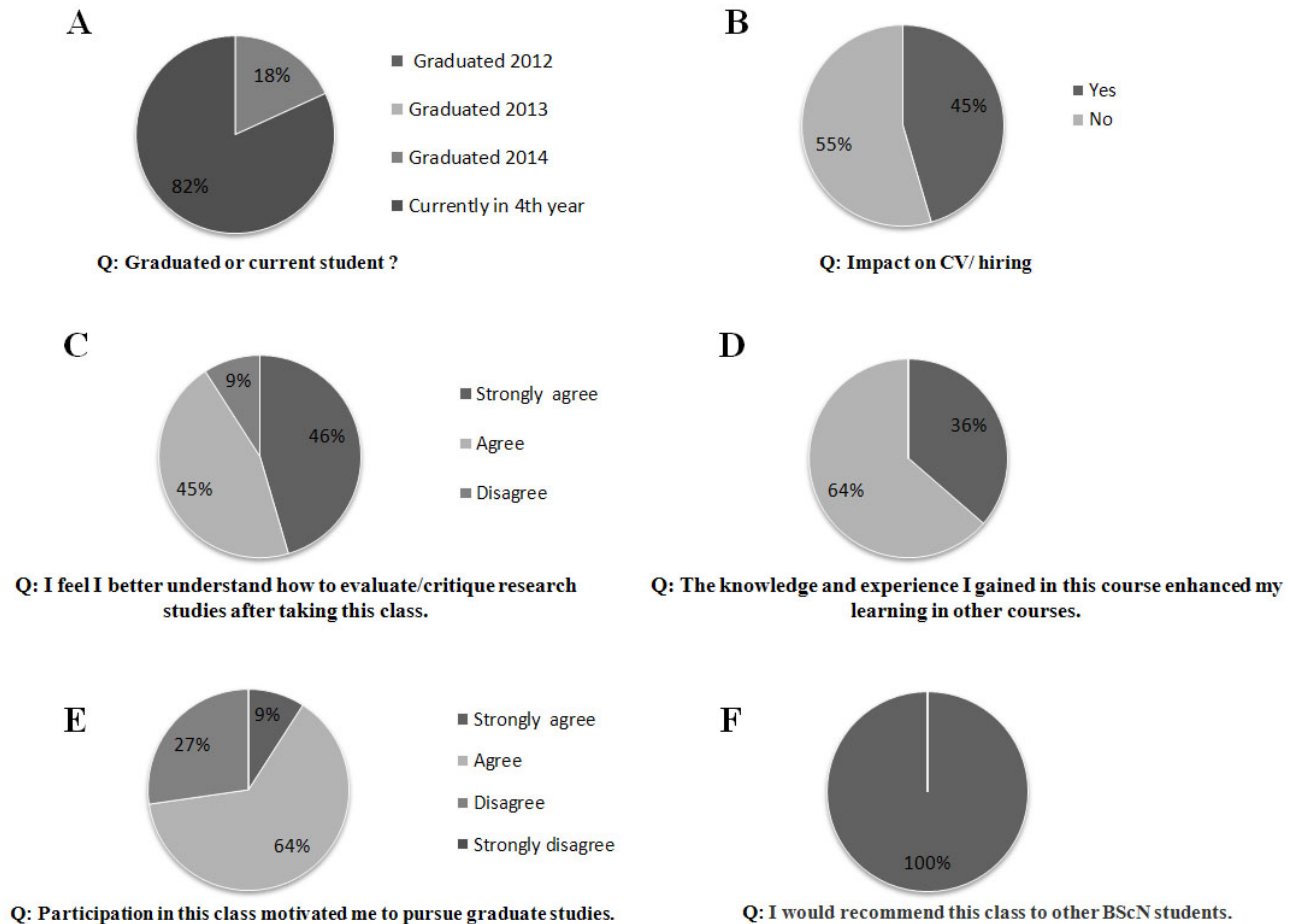 A
18%
82%
Graduated 2012
Graduated 2013
Graduated 2014
Currently in 4th year
Q: Graduated or current student ?
B
45%
55%
Yes
No
Q: Impact on CV/ hiring
C
9%
46%
45%
Strongly agree
Agree
Disagree
Q: I feel I better understand how to evaluate/critique research
studies after taking this class.
D
36%
64%
Q: The knowledge and experience I gained in this course enhanced my
learning in other courses.
E
9%
27%
64%
Strongly agree
Agree
Disagree
Strongly disagree
Q: Participation in this class motivated me to pursue graduate studies.
F
100%
Q: I would recommend this class to other BScN students.